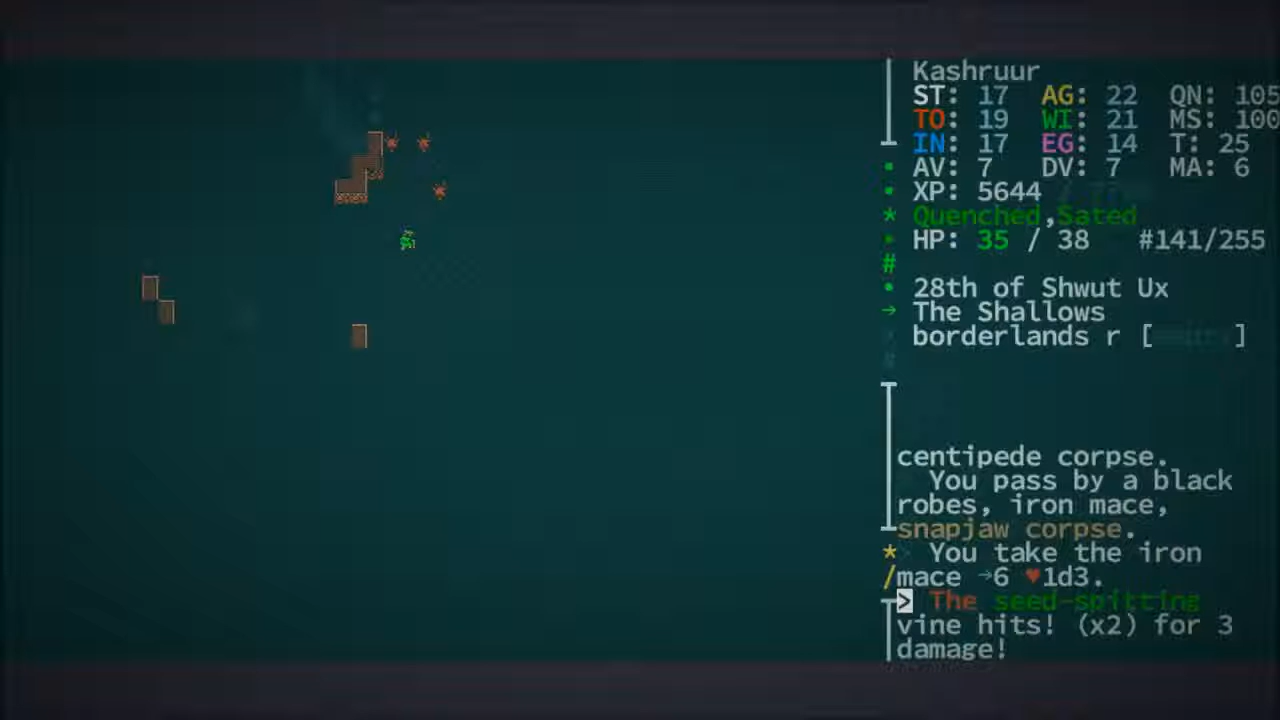 Kashruur
ST: 17 AG: 22 QN: 105
TO: 19 WI: 21 MS: 100
IN: 17 EG: 14 T: 25
AV: 7 DV: 7 MA: 6
XP: 5644 /
Quenched,Sated
HP: 35 / 38 #141/255
28th of Shwut Ux
The Shallows
borderlands r [ ]
centipede corpse.
You pass by a black
robes, iron mace,
snapjaw corpse.
You take the iron
mace →6 ♥1d3.
> The seed-spitting
vine hits! (x2) for 3
damage!